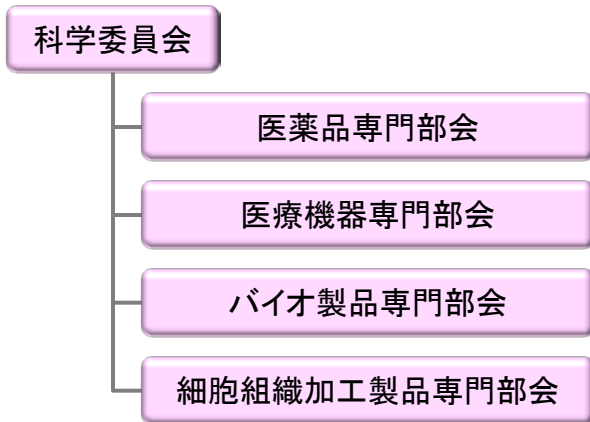 科学委員会
医薬品専門部会
医療機器専門部会
バイオ製品専門部会
細胞組織加工製品専門部会